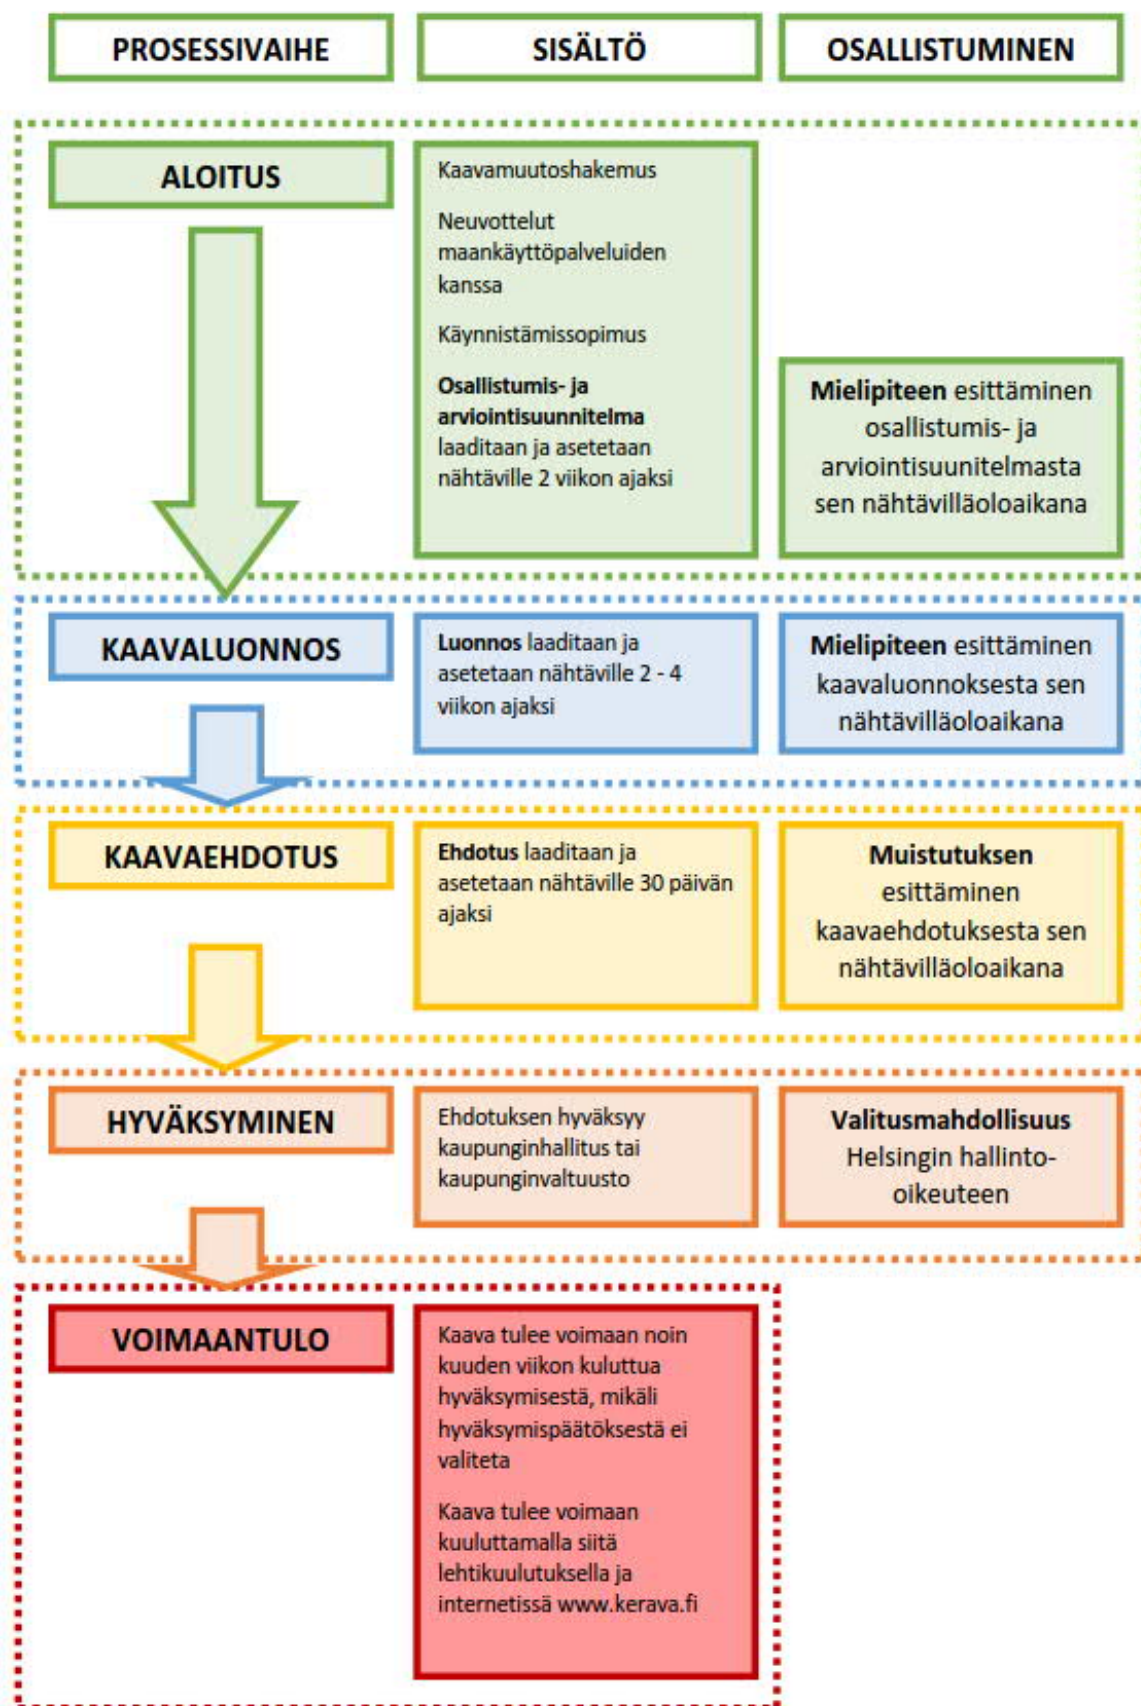 PROSESSIVAIHE
SISÄLTÖ
OSALLISTUMINEN
ALOITUS
Kaavamuutoshakemus
Neuvottelut
maankäyttöpalveluiden
kanssa
Käynnistämissopimus
Osallistumis- ja
arviointisuunnitelma
laaditaan ja asetetaan
nähtäville 2 viikon ajaksi
Mielipiteen esittäminen
osallistumis- ja
arviointisuunitelmasta
sen nähtävilläoloaikana
KAAVALUONNOS
Luonnos laaditaan ja
asetetaan nähtäville 2 - 4
viikon ajaksi
Mielipiteen esittäminen
kaavaluonnoksesta sen
nähtävilläoloaikana
KAAVAEHDOTUS
Ehdotus laaditaan ja
asetetaan nähtäville 30 päivän
ajaksi
Muistutuksen
esittäminen
kaavaehdotuksesta sen
nähtävilläoloaikana
HYVÄKSYMINEN
Ehdotuksen hyväksyy
kaupunginhallitus tai
kaupunginvaltuusto
Valitusmahdollisuus
Helsingin hallinto-
oikeuteen
VOIMAANTULO
Kaava tulee voimaan noin
kuuden viikon kuluttua
hyväksymisestä, mikäli
hyväksymispäätöksestä ei
valiteta
Kaava tulee voimaan
kuuluttamalla siitä
lehtikuulutuksella ja
internetissä www.kerava.fi